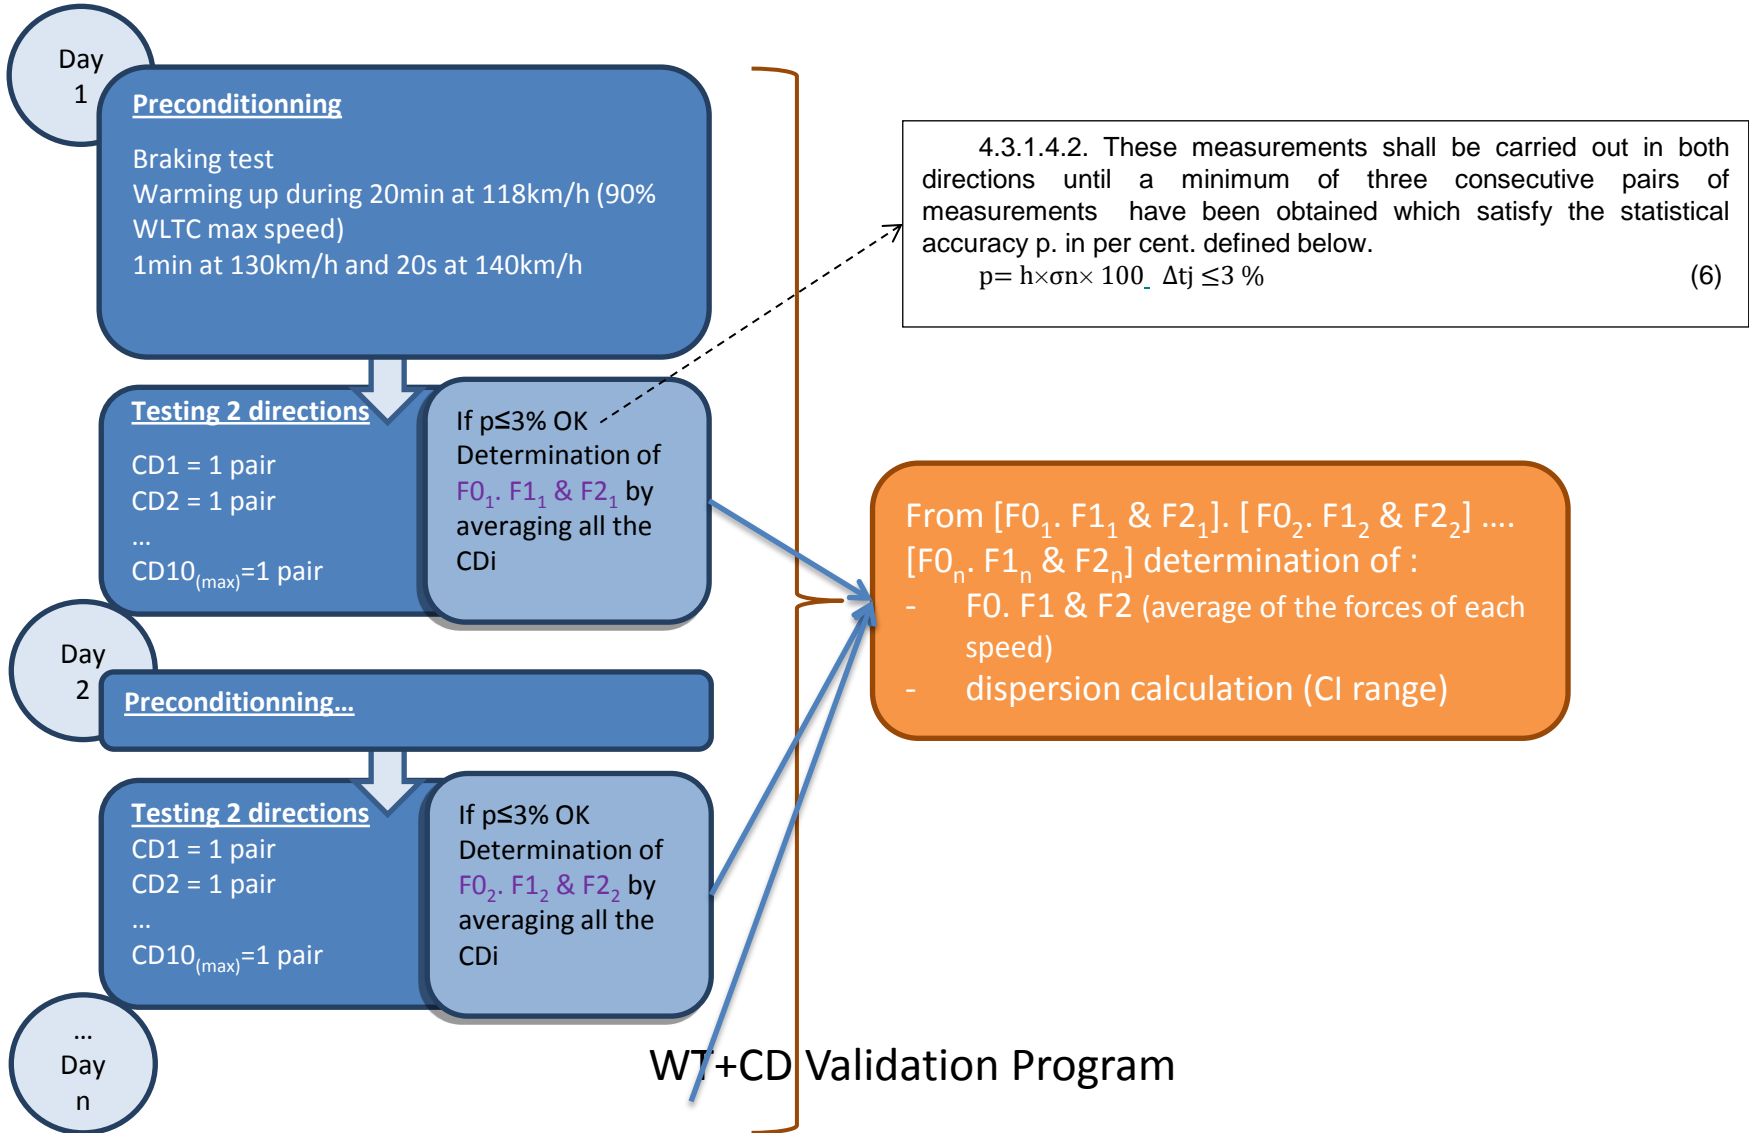 Day
1
Preconditionning
Braking test
Warming up during 20min at 118km/h (90%
WLTC max speed)
1min at 130km/h and 20s at 140km/h
4.3.1.4.2. These measurements shall be carried out in both
directions until a minimum of three consecutive pairs of
measurements have been obtained which satisfy the statistical
accuracy p. in per cent. defined below.
p= h×σn× 100_ Δtj ≤3 % (6)
Testing 2 directions
CD1 = 1 pair
CD2 = 1 pair
...
CD10(max)=1 pair
If p≤3% OK
Determination of
F0₁. F1₁ & F2₁ by
averaging all the
CDi
From [F0₁. F1₁ & F2₁]. [ F0₂. F1₂ & F2₂] ....
[F0ₙ. F1ₙ & F2ₙ] determination of :
- F0. F1 & F2 (average of the forces of each
speed)
- dispersion calculation (CI range)
Day
2
Preconditionning...
Testing 2 directions
CD1 = 1 pair
CD2 = 1 pair
...
CD10(max)=1 pair
If p≤3% OK
Determination of
F0₂. F1₂ & F2₂ by
averaging all the
CDi
...
Day
n
WT+CD Validation Program